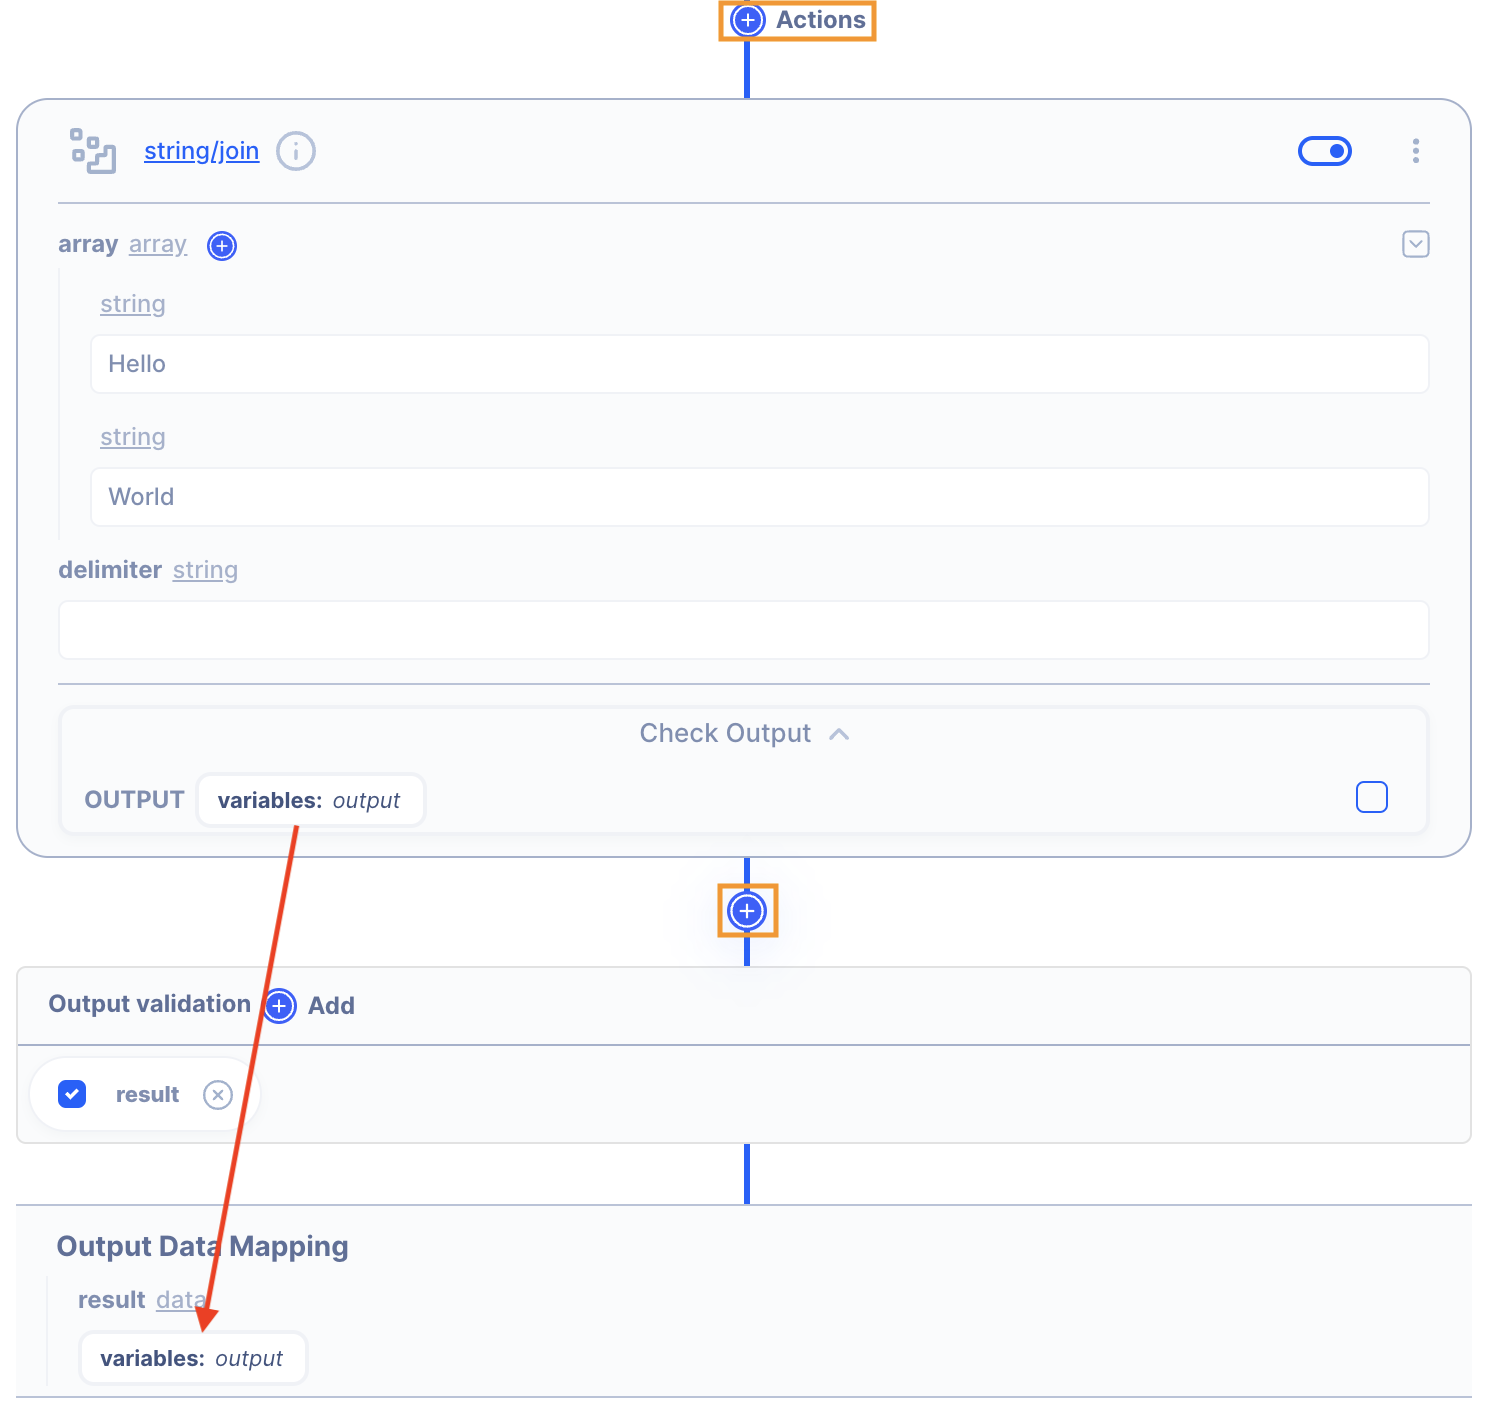 Actions
string/join
array array
string
Hello
string
World
delimiter string
Check Output
OUTPUT variables: output
Output validation Add
result
Output Data Mapping
result data
variables: output